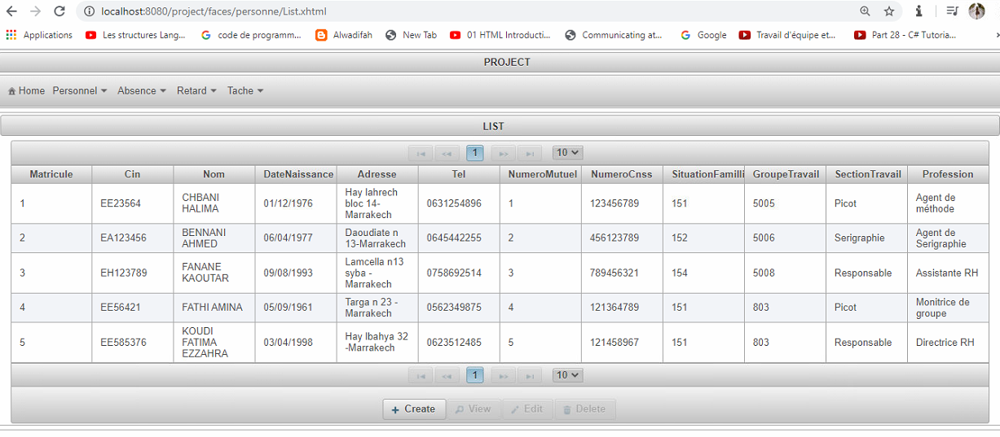 localhost:8080/project/faces/personne/List.xhtml
Applications Les structures Lang... code de programm... Alwadifah New Tab 01 HTML Introducti... Communicating at... Google Travail d'équipe et... Part 28 - C# Tutoria...
PROJECT
Home Personnel Absence Retard Tache
LIST
1 10
Matricule Cin Nom DateNaissance Adresse Tel NumeroMutuel NumeroCnss SituationFamilli GroupeTravail SectionTravail Profession
1 EE23564 CHBANI HALIMA 01/12/1976 Hay lahrech bloc 14-Marrakech 0631254896 1 123456789 151 5005 Picot Agent de méthode
2 EA123456 BENNANI AHMED 06/04/1977 Daoudiate n 13-Marrakech 0645442255 2 456123789 152 5006 Serigraphie Agent de Serigraphie
3 EH123789 FANANE KAOUTAR 09/08/1993 Lamcella n13 syba - Marrakech 0758692514 3 789456321 154 5008 Responsable Assistante RH
4 EE56421 FATHI AMINA 05/09/1961 Targa n 23 - Marrakech 0562349875 4 121364789 151 803 Picot Monitrice de groupe
5 EE585376 KOUDI FATIMA EZZAHRA 03/04/1998 Hay lbahya 32 -Marrakech 0623512485 5 121458967 151 803 Responsable Directrice RH
1 10
Create View Edit Delete